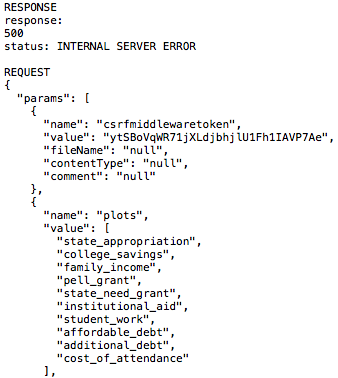 RESPONSE
response:
500
status: INTERNAL SERVER ERROR
REQUEST
{
"params": [
{
"name": "csrfmiddlewaretoken",
"value": "ytSBoVqWR71jXLdjbhjlU1Fh1IAVP7Ae",
"fileName": "null",
"contentType": "null",
"comment": "null"
},
{
"name": "plots",
"value": [
"state_appropriation",
"college_savings",
"family_income",
"pell_grant",
"state_need_grant",
"institutional_aid",
"student_work",
"affordable_debt",
"additional_debt",
"cost_of_attendance"
],